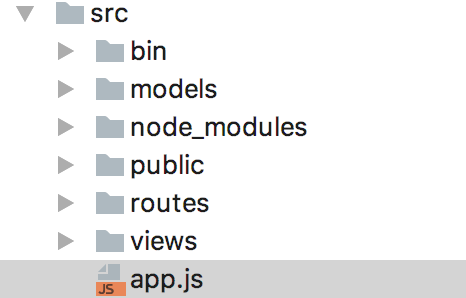 src
bin
models
node_modules
public
routes
views
JS app.js